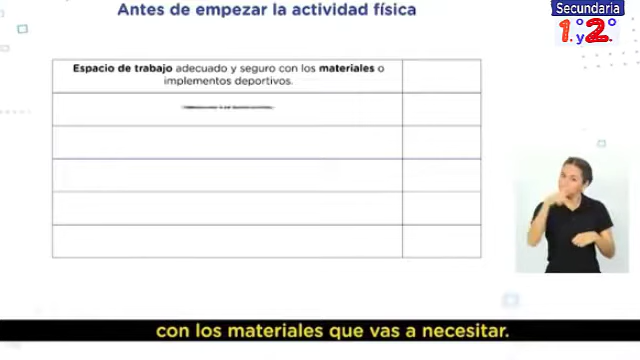 Antes de empezar la actividad física
Secundaria
1.° y 2.°
Espacio de trabajo adecuado y seguro con los materiales o
implementos deportivos.
con los materiales que vas a necesitar.